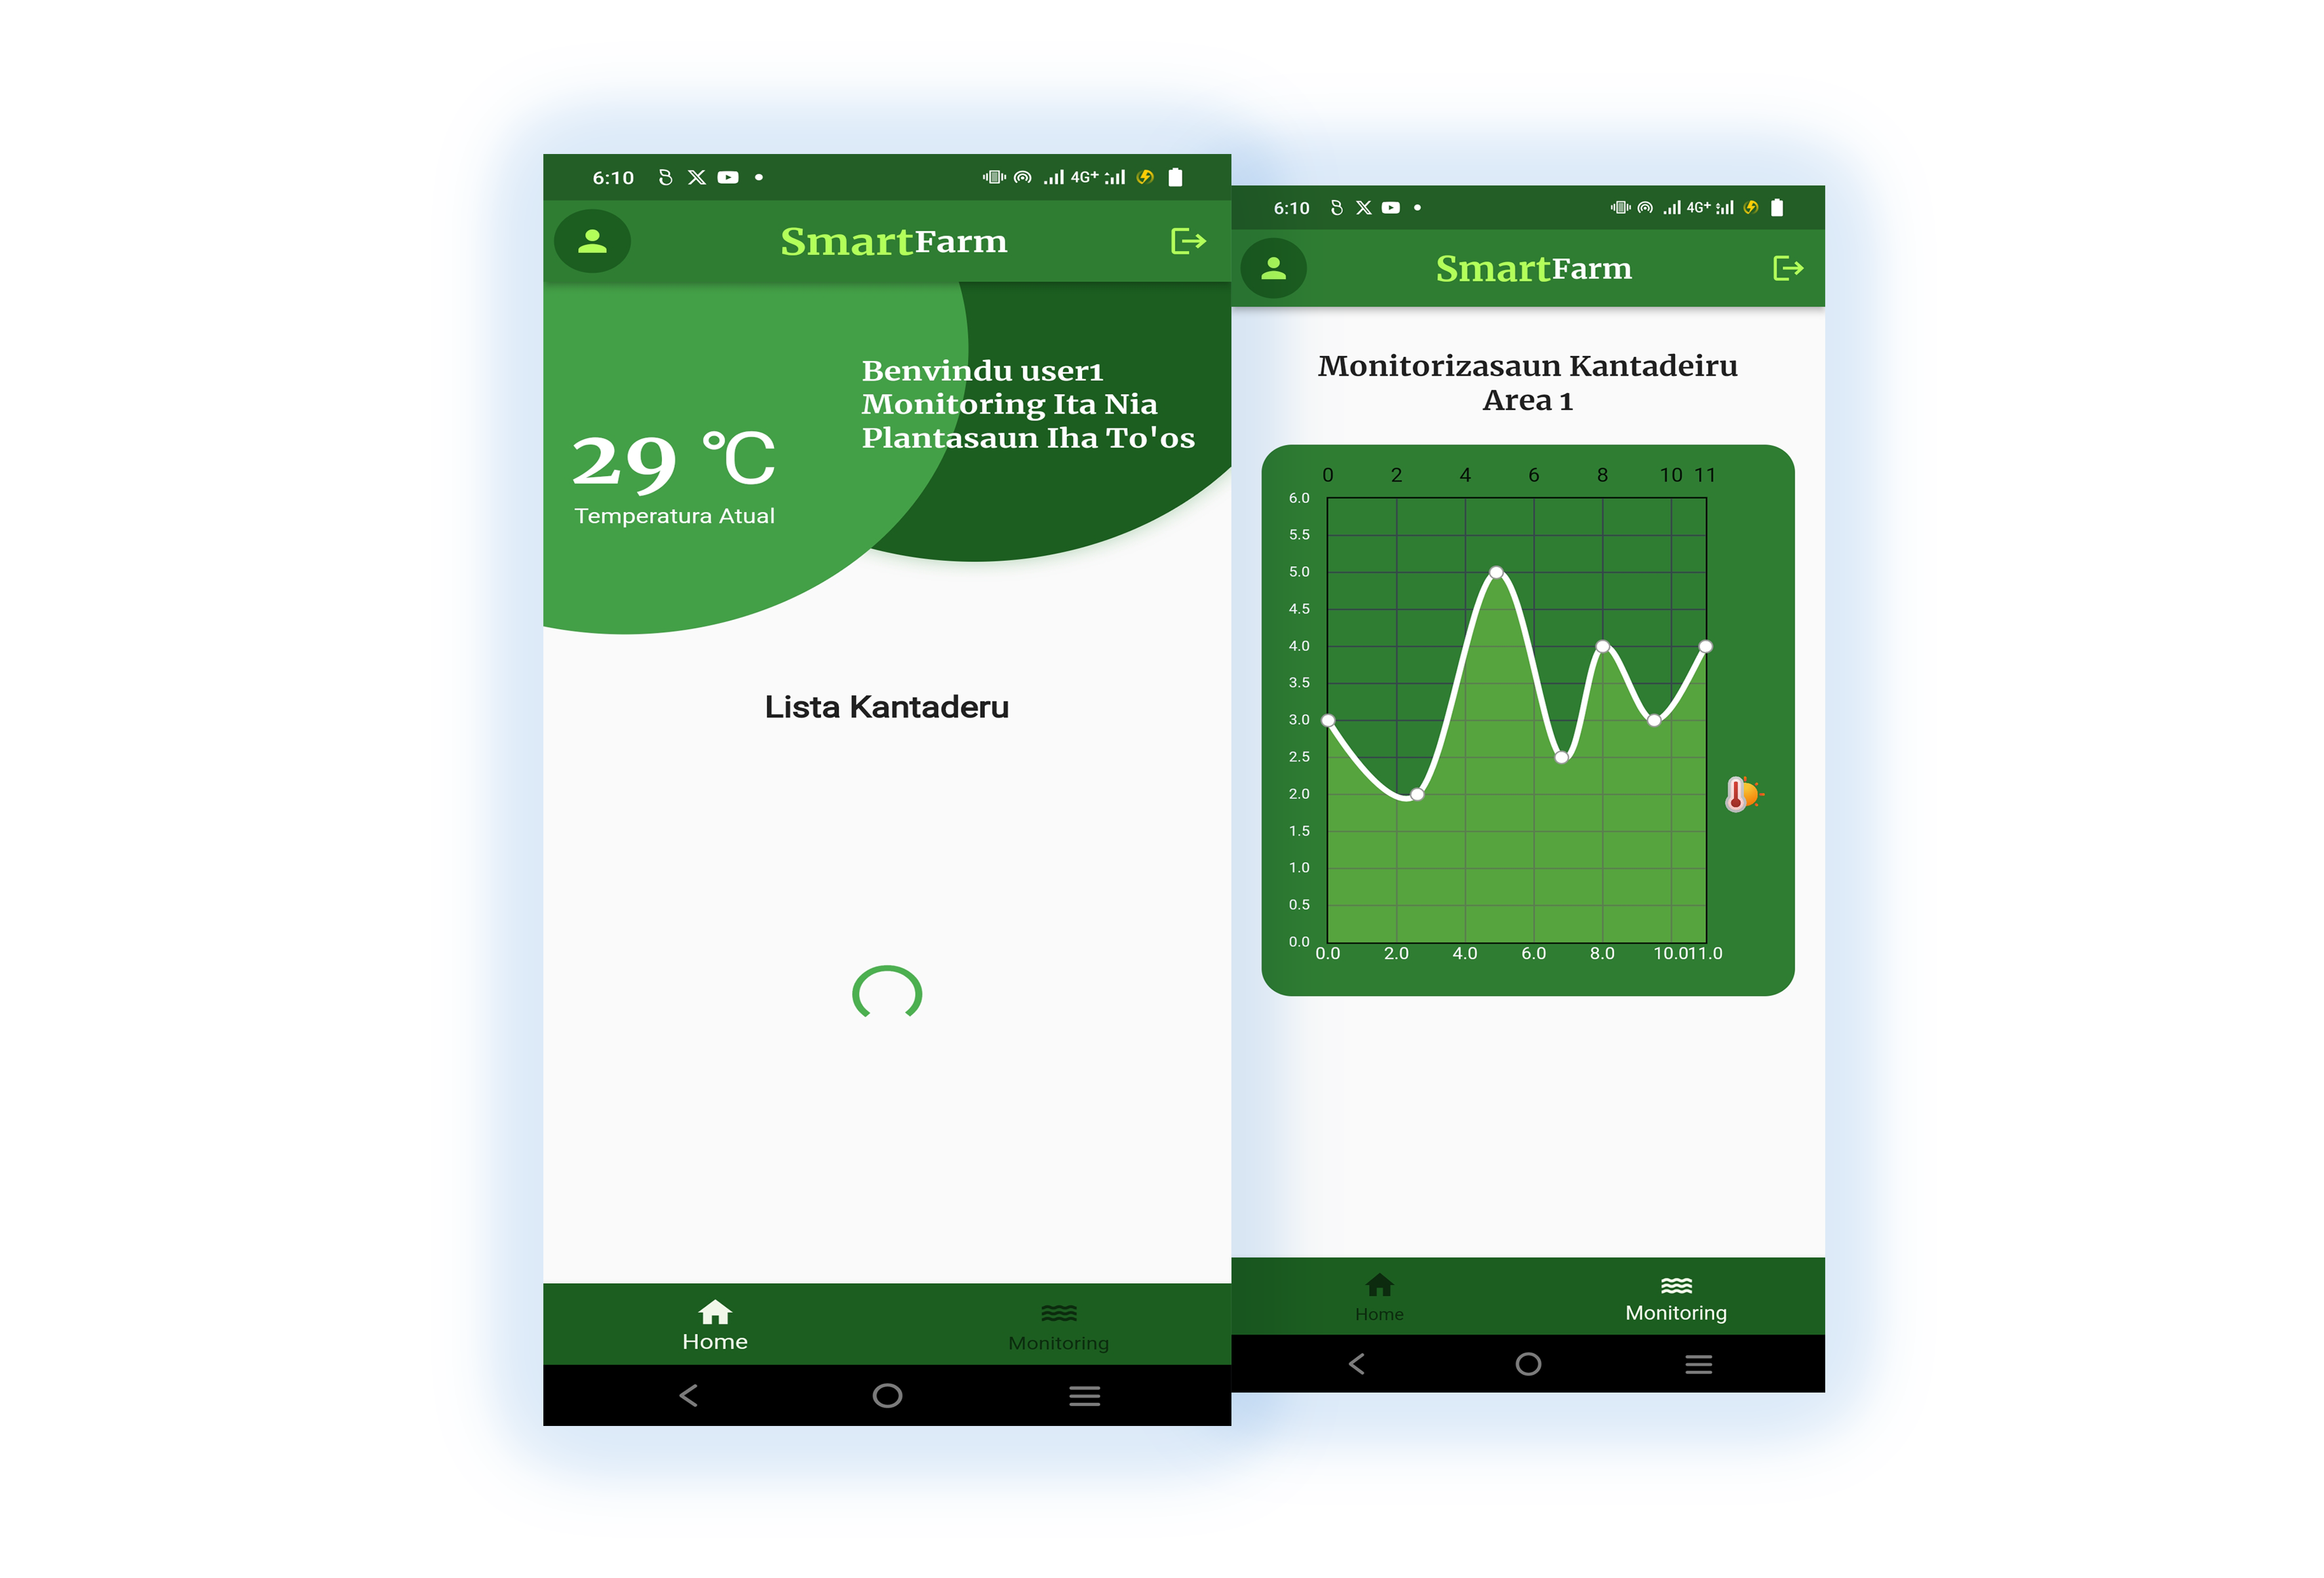 6:10
4G+
SmartFarm
Benvindu user1
Monitoring Ita Nia
Plantasaun Iha To'os
29 °C
Temperatura Atual
Lista Kantaderu
Home
Monitoring
6:10
4G+
SmartFarm
Monitorizasaun Kantadeiru
Area 1
0 2 4 6 8 10 11
6.0
5.5
5.0
4.5
4.0
3.5
3.0
2.5
2.0
1.5
1.0
0.5
0.0
0.0 2.0 4.0 6.0 8.0 10.011.0
Home
Monitoring